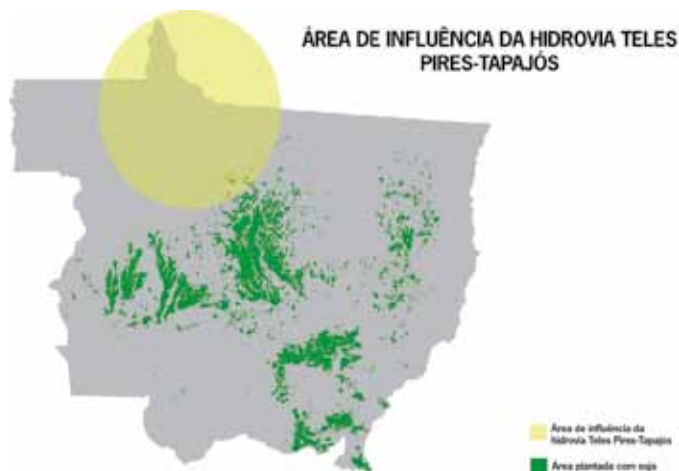 ÁREA DE INFLUÊNCIA DA HIDROVIA TELES
PIRES-TAPAJÓS
Área de influência da
hidrovia Teles Pires-Tapajós
Área plantada com soja